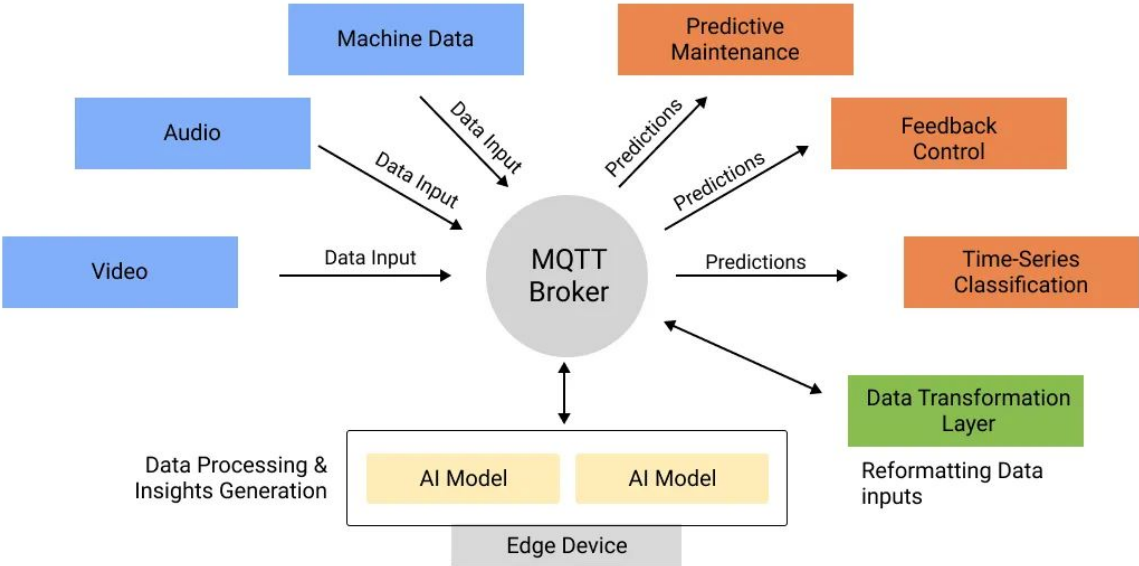 Machine Data
Predictive
Maintenance
Audio
Feedback
Control
Data Input
Predictions
Data Input
Predictions
Video
Data Input
MQTT
Broker
Predictions
Time-Series
Classification
Data Transformation
Layer
Reformatting Data
inputs
Data Processing &
Insights Generation
AI Model
AI Model
Edge Device